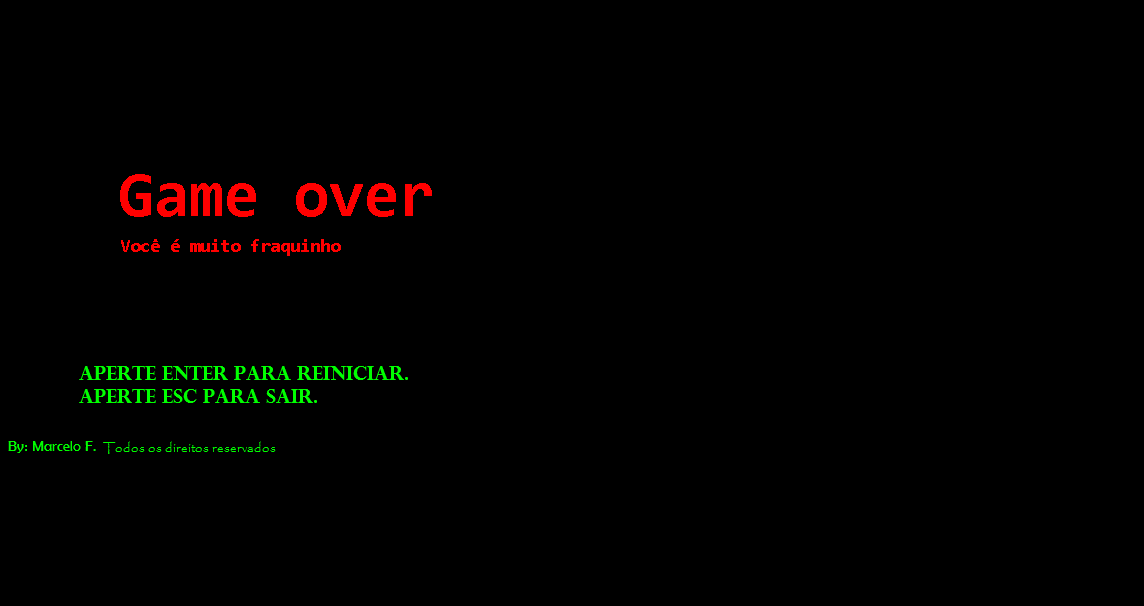 Game over
Você é muito fraquinho
APERTE ENTER PARA REINICIAR.
APERTE ESC PARA SAIR.
By: Marcelo F. Todos os direitos reservados